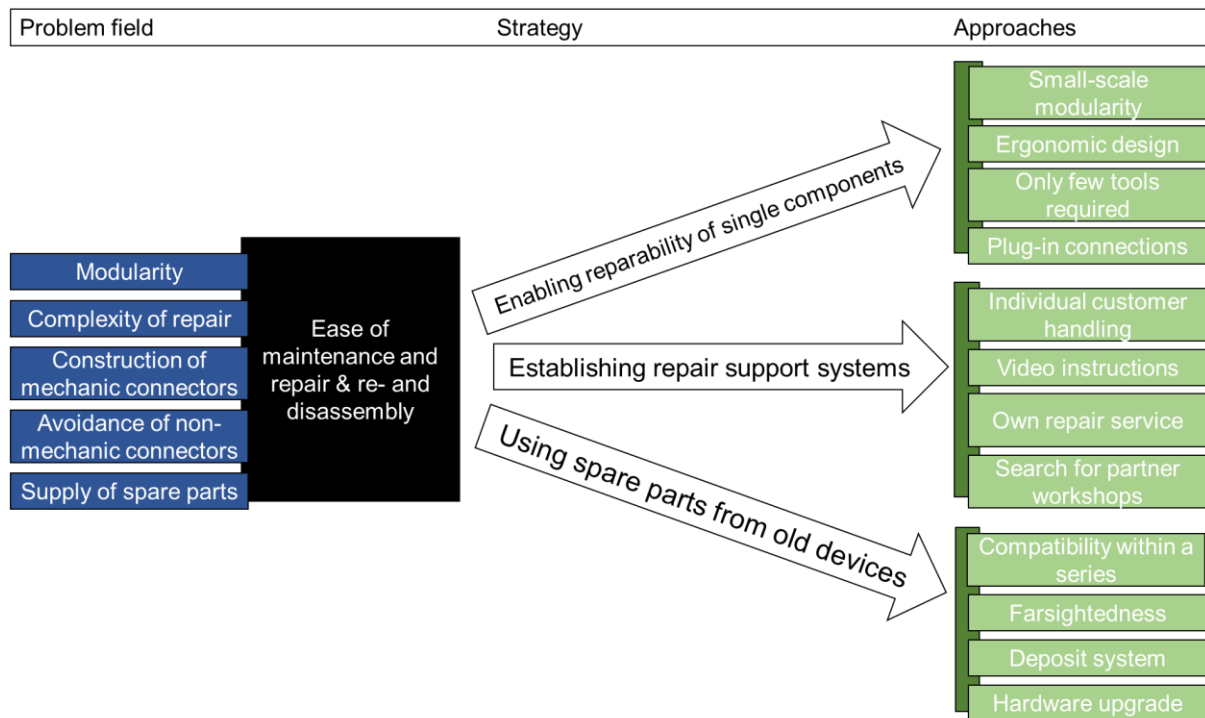 Problem field
Strategy
Approaches
Modularity
Complexity of repair
Construction of
mechanic connectors
Avoidance of non-
mechanic connectors
Supply of spare parts
Ease of
maintenance and
repair & re- and
disassembly
Enabling reparability of single components
Establishing repair support systems
Using spare parts from old devices
Small-scale
modularity
Ergonomic design
Only few tools
required
Plug-in connections
Individual customer
handling
Video instructions
Own repair service
Search for partner
workshops
Compatibility within a
series
Farsightedness
Deposit system
Hardware upgrade